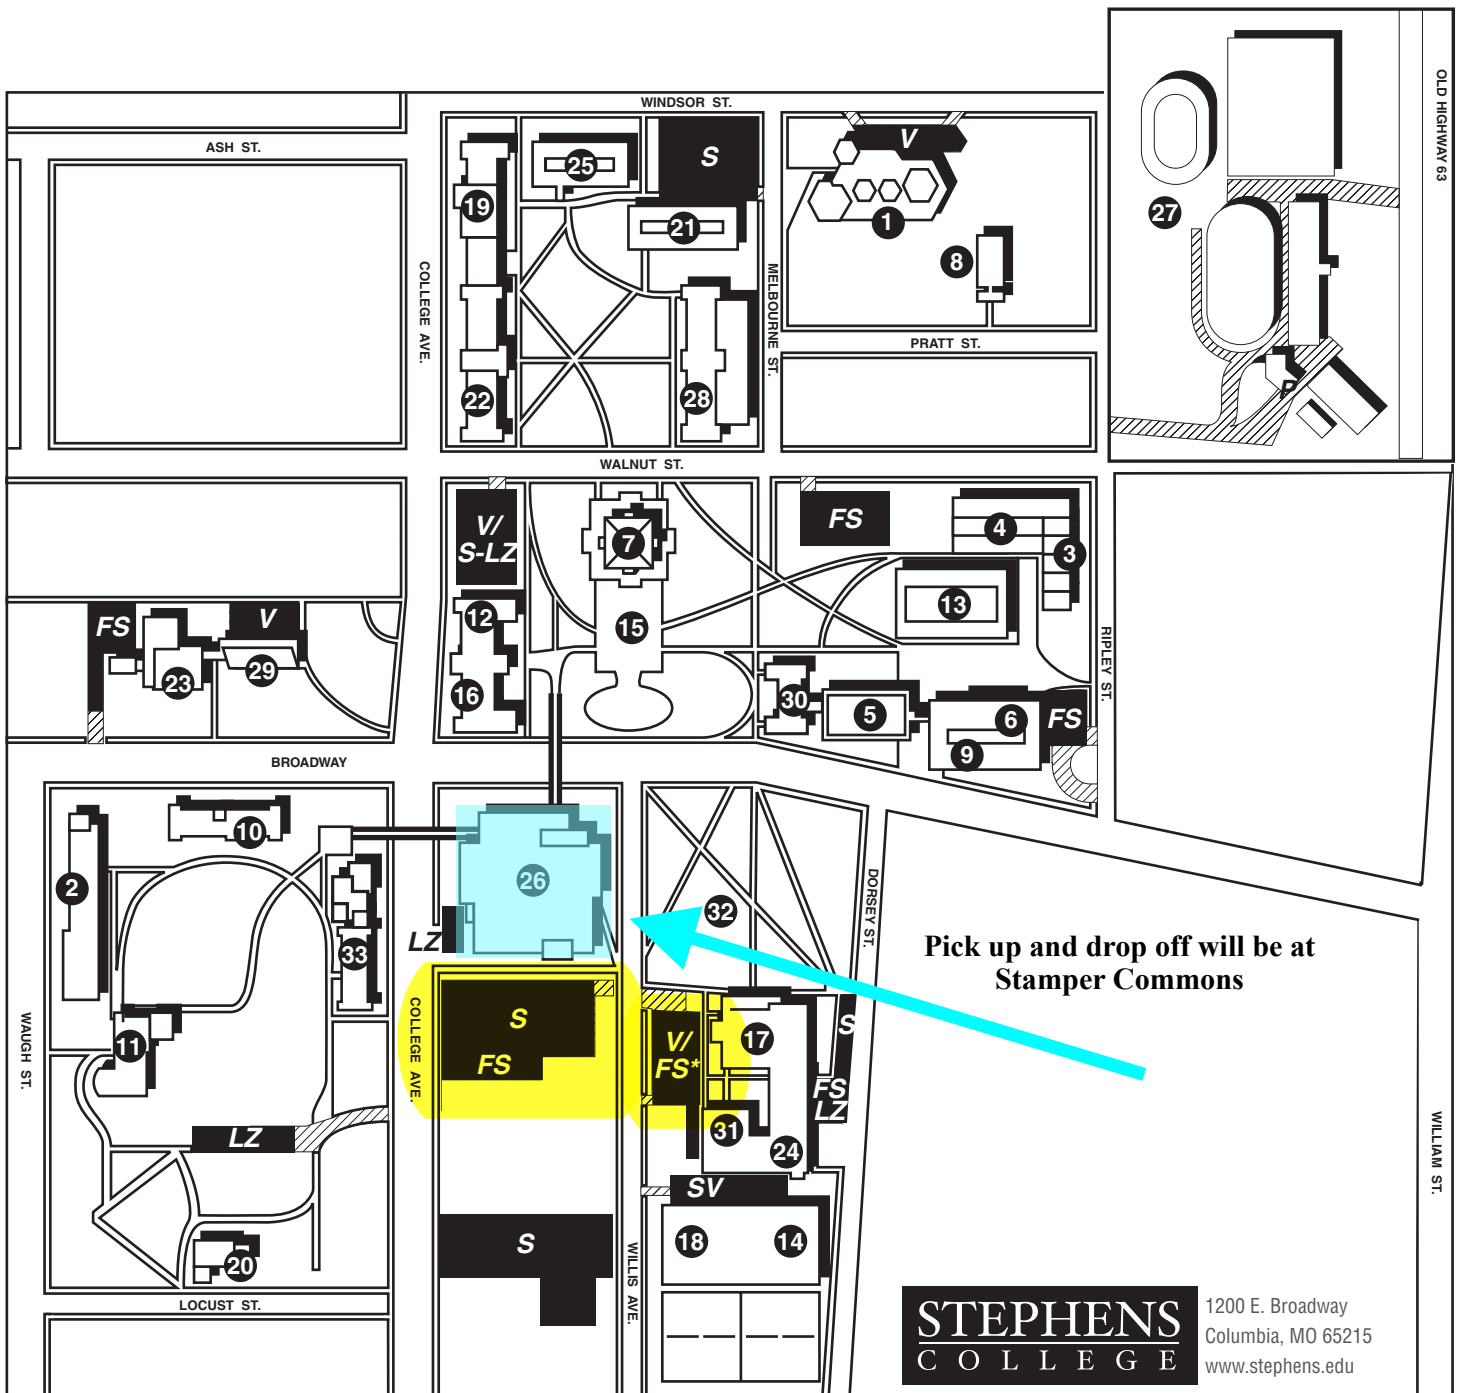 WINDSOR ST.
ASH ST.
OLD HIGHWAY 63
S
V
25
19
21
1
27
8
COLLEGE AVE.
MELBOURNE ST.
PRATT ST.
P
22
28
WALNUT ST.
V/
S-LZ
FS
4
7
3
13
FS
V
12
15
RIPLEY ST.
23
29
16
30
5
6
FS
9
BROADWAY
10
2
26
32
DORSEY ST.
LZ
33
Pick up and drop off will be at
Stamper Commons
WAUGH ST.
11
COLLEGE AVE.
S
FS
V/
FS*
17
S
FS
LZ
31
24
LZ
WILLIAM ST.
SV
18
14
S
20
WILLIS AVE.
LOCUST ST.
STEPHENS
COLLEGE
1200 E. Broadway
Columbia, MO 65215
www.stephens.edu